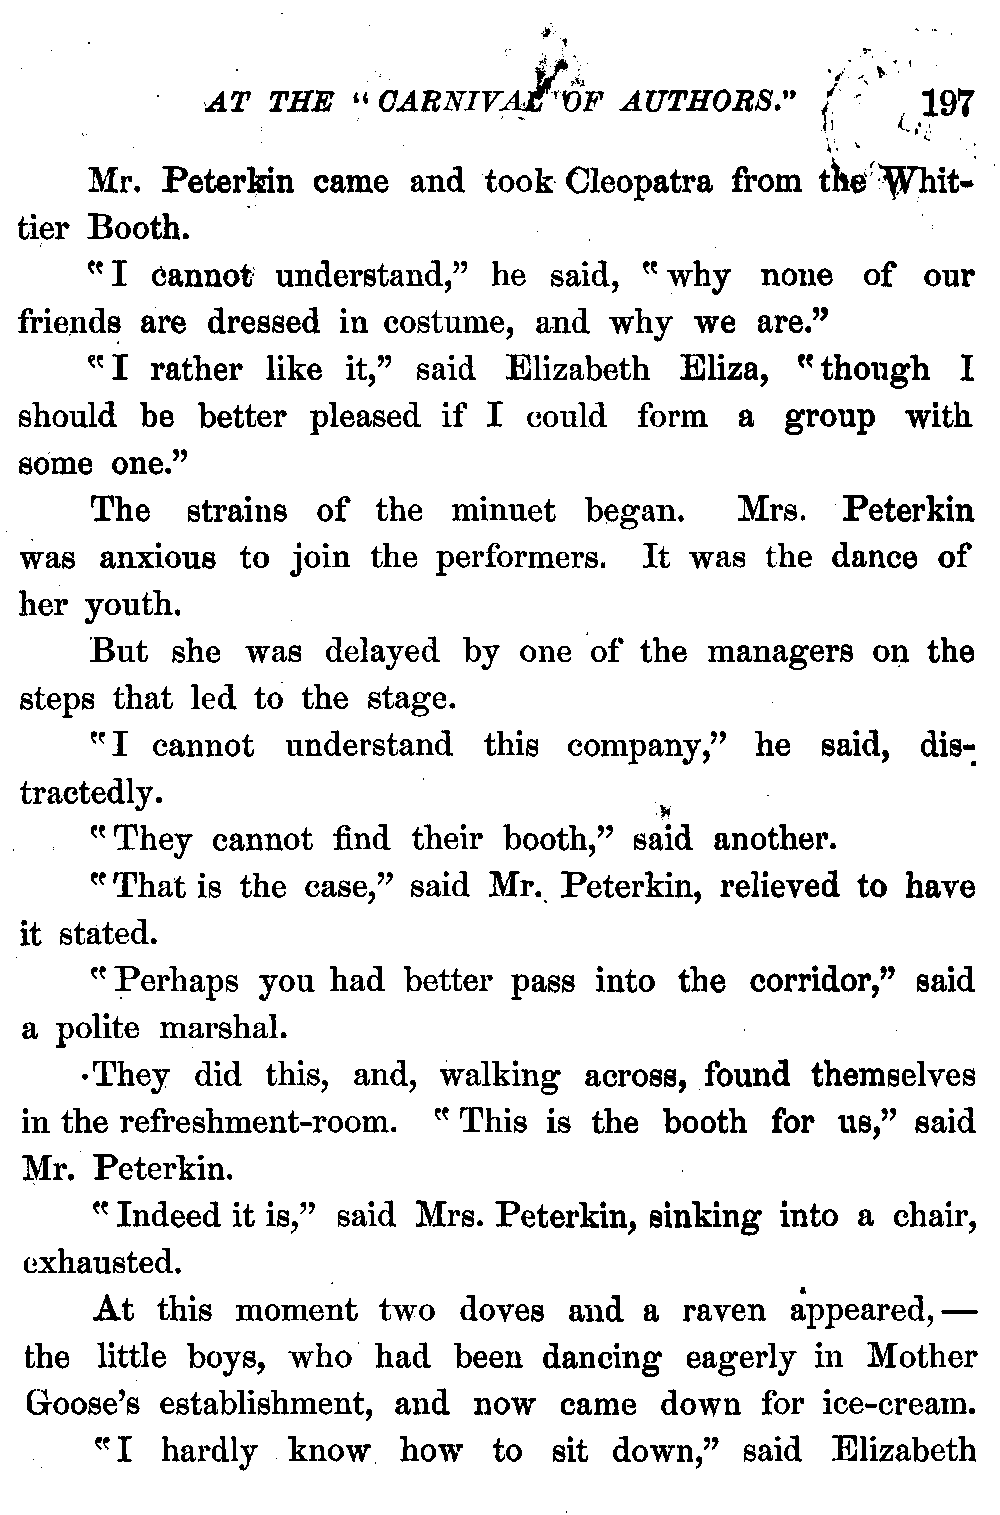 AT THE "CARNIVAL OF AUTHORS." 197
Mr. Peterkin came and took Cleopatra from the Whit-
tier Booth.
"I cannot understand," he said, "why none of our
friends are dressed in costume, and why we are."
"I rather like it," said Elizabeth Eliza, "though I
should be better pleased if I could form a group with
some one."
The strains of the minuet began. Mrs. Peterkin
was anxious to join the performers. It was the dance of
her youth.
But she was delayed by one of the managers on the
steps that led to the stage.
"I cannot understand this company," he said, dis-
tractedly.
"They cannot find their booth," said another.
"That is the case," said Mr. Peterkin, relieved to have
it stated.
"Perhaps you had better pass into the corridor," said
a polite marshal.
They did this, and, walking across, found themselves
in the refreshment-room. "This is the booth for us," said
Mr. Peterkin.
"Indeed it is," said Mrs. Peterkin, sinking into a chair,
exhausted.
At this moment two doves and a raven appeared,—
the little boys, who had been dancing eagerly in Mother
Goose's establishment, and now came down for ice-cream.
"I hardly know how to sit down," said Elizabeth